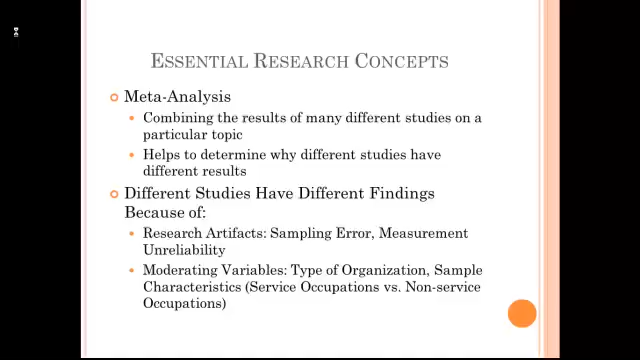 ESSENTIAL RESEARCH CONCEPTS
Meta-Analysis
Combining the results of many different studies on a
particular topic
Helps to determine why different studies have
different results
Different Studies Have Different Findings
Because of:
Research Artifacts: Sampling Error, Measurement
Unreliability
Moderating Variables: Type of Organization, Sample
Characteristics (Service Occupations vs. Non-service
Occupations)